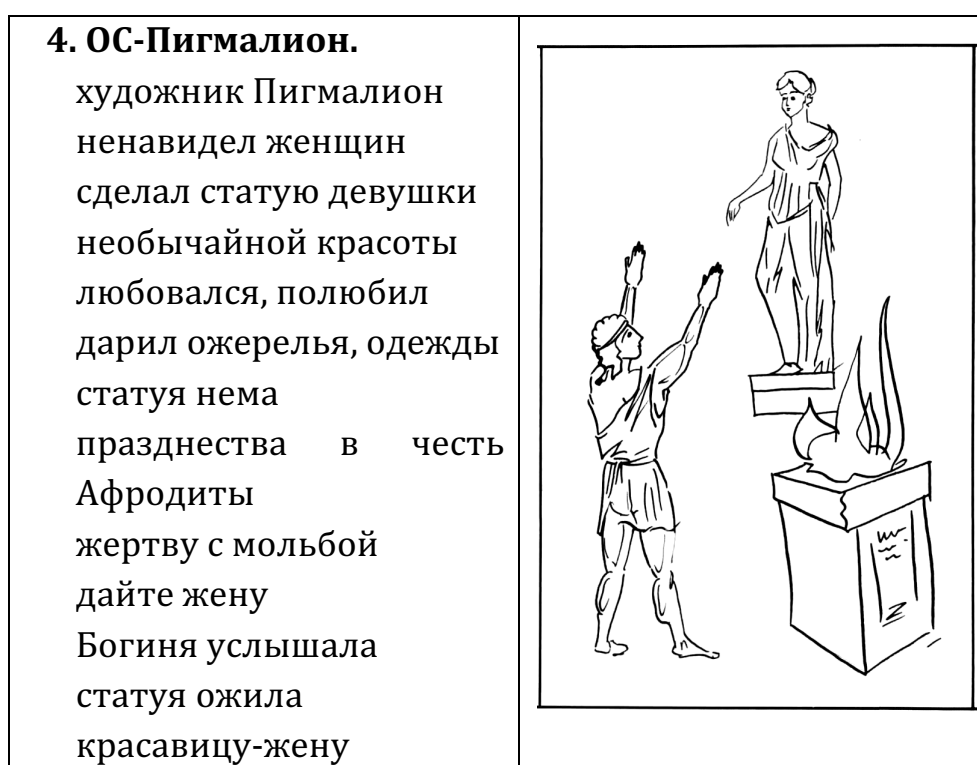 4. ОС-Пигмалион.
художник Пигмалион
ненавидел женщин
сделал статую девушки
необычайной красоты
любовался, полюбил
дарил ожерелья, одежды
статуя нема
празднества в честь
Афродиты
жертву с мольбой
дайте жену
Богиня услышала
статуя ожила
красавицу-жену